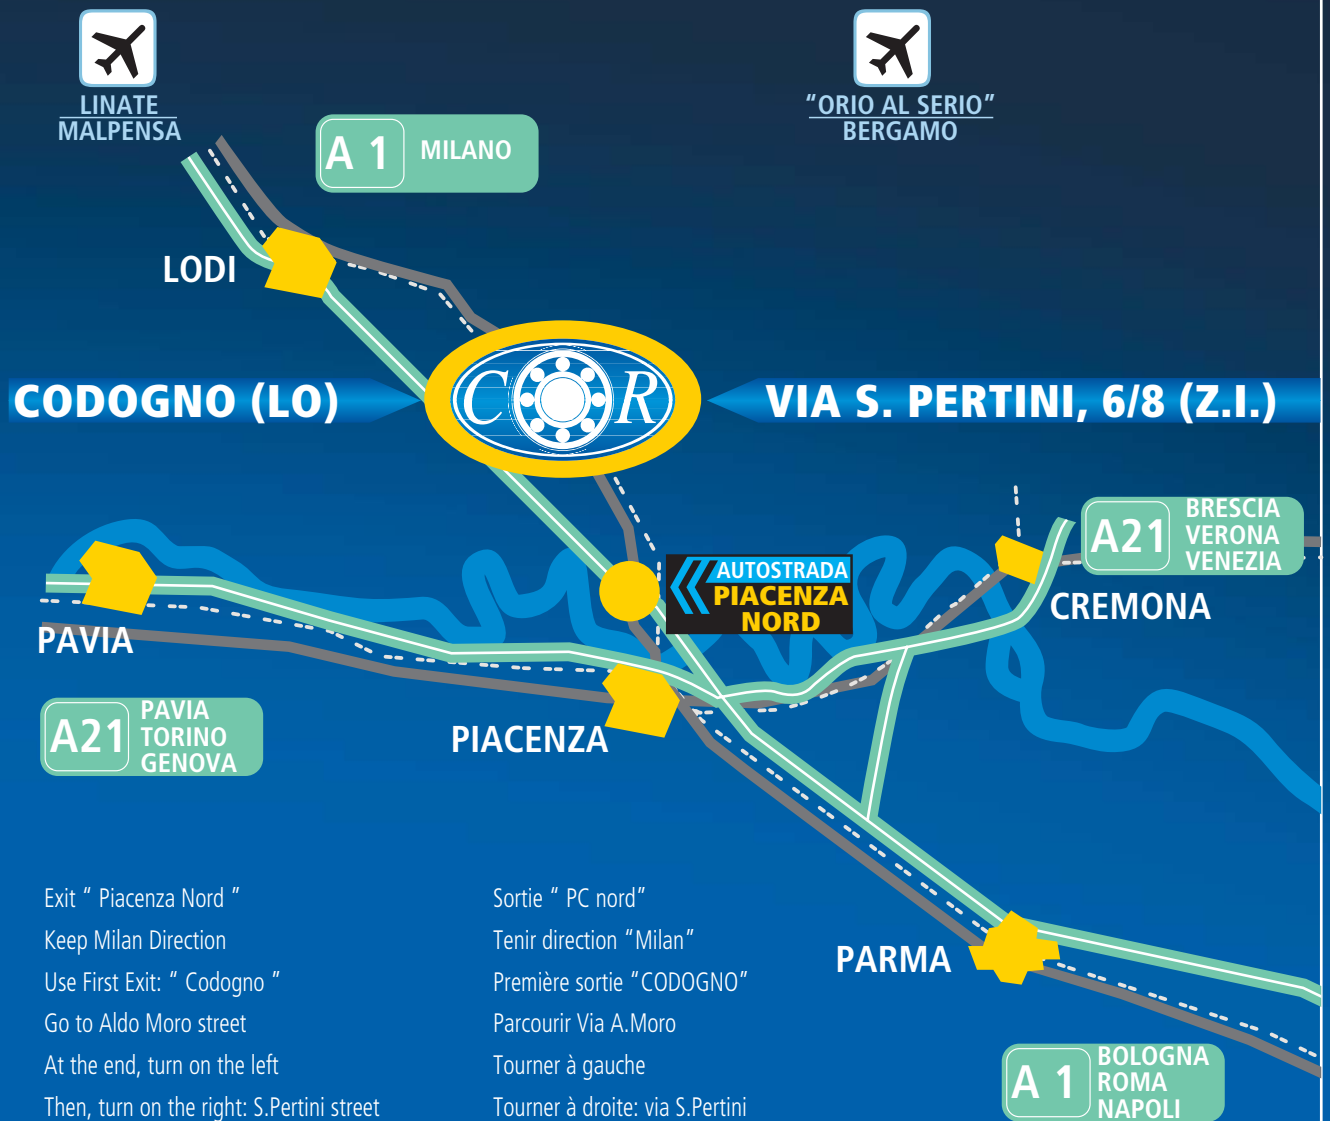 LINATE
MALPENSA
"ORIO AL SERIO"
BERGAMO
A 1 MILANO
LODI
CODOGNO (LO)
C R
VIA S. PERTINI, 6/8 (Z.I.)
A21
BRESCIA
VERONA
VENEZIA
AUTOSTRADA
PIACENZA
NORD
CREMONA
PAVIA
A21
PAVIA
TORINO
GENOVA
PIACENZA
PARMA
A 1
BOLOGNA
ROMA
NAPOLI
Exit " Piacenza Nord "
Keep Milan Direction
Use First Exit: " Codogno "
Go to Aldo Moro street
At the end, turn on the left
Then, turn on the right: S.Pertini street
Sortie " PC nord"
Tenir direction "Milan"
Première sortie "CODOGNO"
Parcourir Via A.Moro
Tourner à gauche
Tourner à droite: via S.Pertini